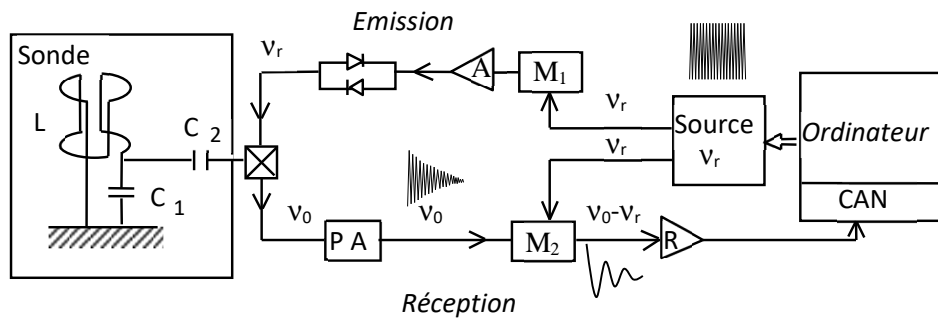 Emission
Sonde
L
C 2
C 1
νr
A
M1
νr
νr
Source
νr
Ordinateur
CAN
ν0
P A
ν0
M2
ν0-νr
R
Réception